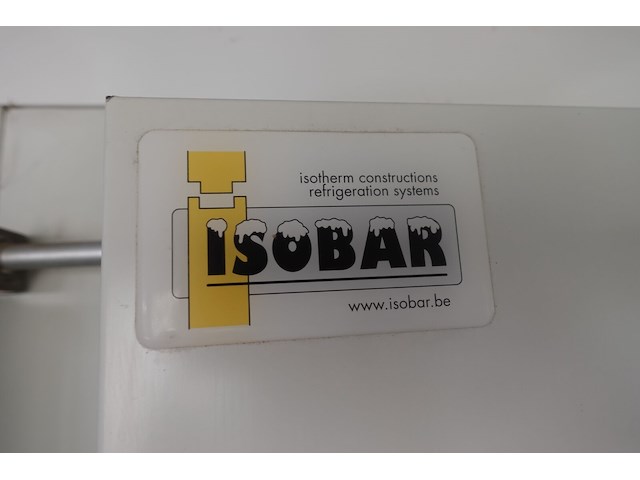 isotherm constructions
refrigeration systems
ISOBAR
www.isobar.be